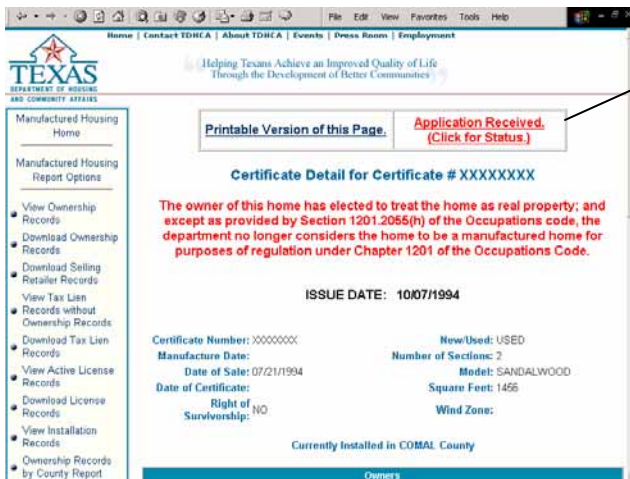 File Edit View Favorites Tools Help
Home | Contact TDHCA | About TDHCA | Events | Press Room | Employment
TEXAS
DEPARTMENT OF HOUSING
AND COMMUNITY AFFAIRS
Helping Texans Achieve an Improved Quality of Life
Through the Development of Better Communities
Manufactured Housing
Home
Manufactured Housing
Report Options
View Ownership
Records
Download Ownership
Records
Download Selling
Retailer Records
View Tax Lien
Records without
Ownership Records
Download Tax Lien
Records
View Active License
Records
Download License
Records
View Installation
Records
Ownership Records
by County Report
Printable Version of this Page.
Application Received.
(Click for Status.)
Certificate Detail for Certificate # XXXXXXXX
The owner of this home has elected to treat the home as real property; and
except as provided by Section 1201.2055(h) of the Occupations code, the
department no longer considers the home to be a manufactured home for
purposes of regulation under Chapter 1201 of the Occupations Code.
ISSUE DATE: 10/07/1994
Certificate Number: XXXXXXXX
Manufacture Date:
Date of Sale: 07/21/1994
Date of Certificate:
Right of
Survivorship: NO
New/Used: USED
Number of Sections: 2
Model: SANDALWOOD
Square Feet: 1456
Wind Zone:
Currently Installed in COMAL County
Owners